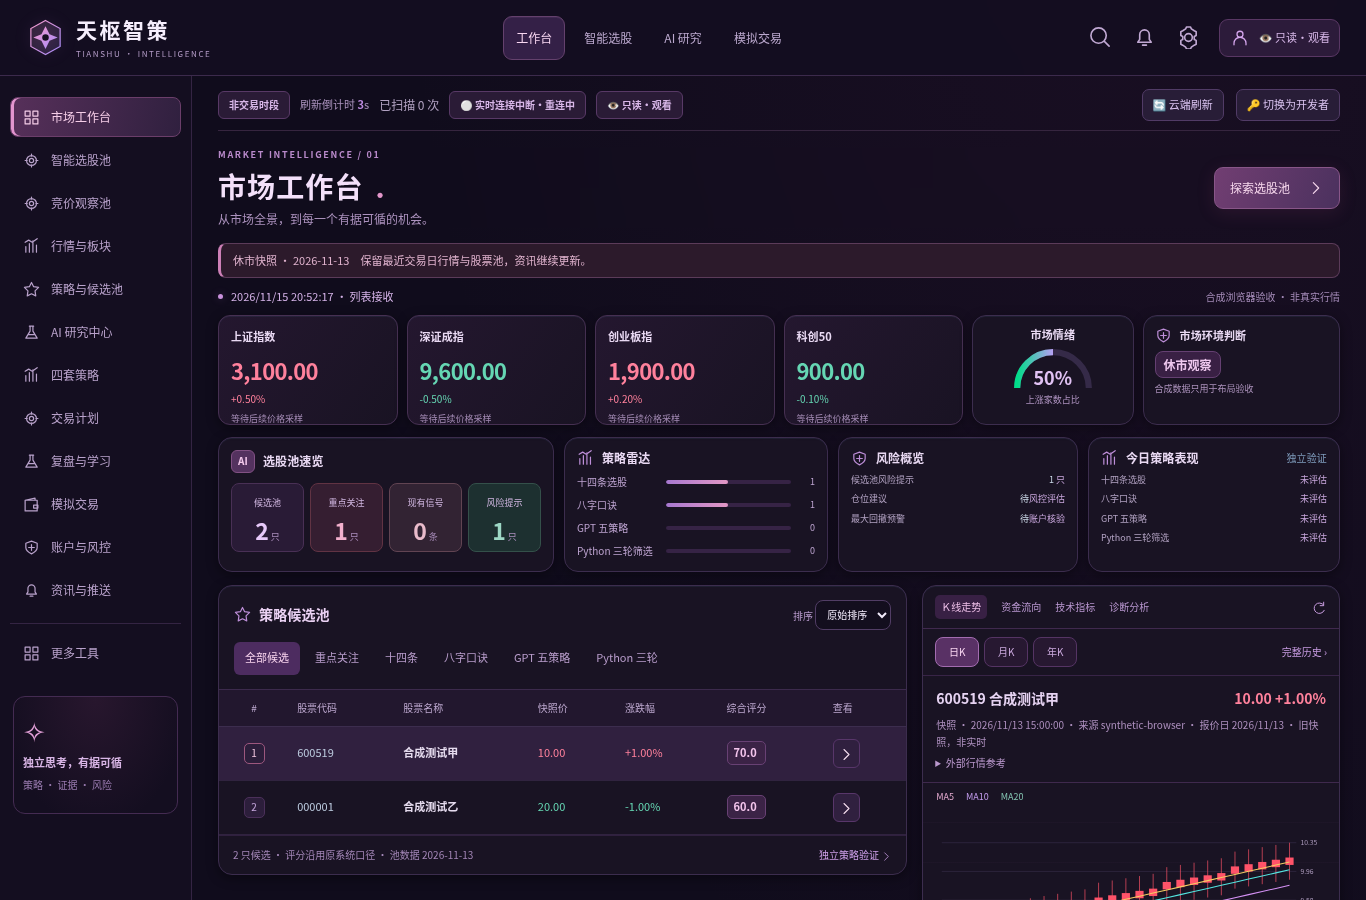 天枢智策
TIANSHU · INTELLIGENCE
工作台
智能选股
AI 研究
模拟交易
👁️ 只读・观看
市场工作台
智能选股池
竞价观察池
行情与板块
策略与候选池
AI 研究中心
四套策略
交易计划
复盘与学习
模拟交易
账户与风控
资讯与推送
更多工具
独立思考，有据可循
策略 · 证据 · 风险
非交易时段
刷新倒计时 3s
已扫描 0 次
⚪ 实时连接中断・重连中
👁️ 只读・观看
🔄 云端刷新
🔑 切换为开发者
MARKET INTELLIGENCE / 01
市场工作台 .
从市场全景，到每一个有据可循的机会。
探索选股池
休市快照 · 2026-11-13 保留最近交易日行情与股票池，资讯继续更新。
2026/11/15 20:52:17 · 列表接收
合成浏览器验收 · 非真实行情
上证指数
3,100.00
+0.50%
等待后续价格采样
深证成指
9,600.00
-0.50%
等待后续价格采样
创业板指
1,900.00
+0.20%
等待后续价格采样
科创50
900.00
-0.10%
等待后续价格采样
市场情绪
50%
上涨家数占比
市场环境判断
休市观察
合成数据只用于布局验收
AI
选股池速览
候选池
2 只
重点关注
1 只
现有信号
0 条
风险提示
1 只
策略雷达
十四条选股 1
八字口诀 1
GPT 五策略 0
Python 三轮筛选 0
风险概览
候选池风险提示 1 只
仓位建议 待风控评估
最大回撤预警 待账户核验
今日策略表现 独立验证
十四条选股 未评估
八字口诀 未评估
GPT 五策略 未评估
Python 三轮筛选 未评估
策略候选池
排序 原始排序
全部候选
重点关注
十四条
八字口诀
GPT 五策略
Python 三轮
# 股票代码 股票名称 快照价 涨跌幅 综合评分 查看
1 600519 合成测试甲 10.00 +1.00% 70.0
2 000001 合成测试乙 20.00 -1.00% 60.0
2 只候选 · 评分沿用原系统口径 · 池数据 2026-11-13
独立策略验证
K 线走势
资金流向
技术指标
诊断分析
日K
月K
年K
完整历史 ›
600519 合成测试甲
10.00 +1.00%
快照 · 2026/11/13 15:00:00 · 来源 synthetic-browser · 报价日 2026/11/13 · 旧快
照，非实时
▶ 外部行情参考
MA5 MA10 MA20
10.35
9.96